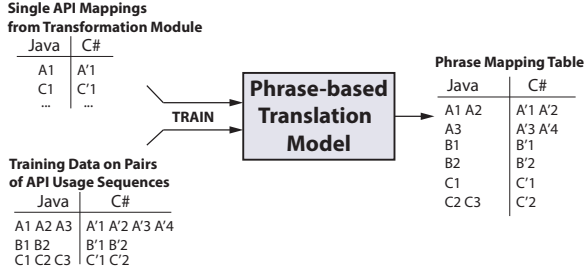 Single API Mappings
from Transformation Module
Java C#
A1 A'1
C1 C'1
... ...
TRAIN
Training Data on Pairs
of API Usage Sequences
Java C#
A1 A2 A3 A'1 A'2 A'3 A'4
B1 B2 B'1 B'2
C1 C2 C3 C'1 C'2
Phrase-based
Translation
Model
Phrase Mapping Table
Java C#
A1 A2 A'1 A'2
A3 A'3 A'4
B1 B'1
B2 B'2
C1 C'1
C2 C3 C'2